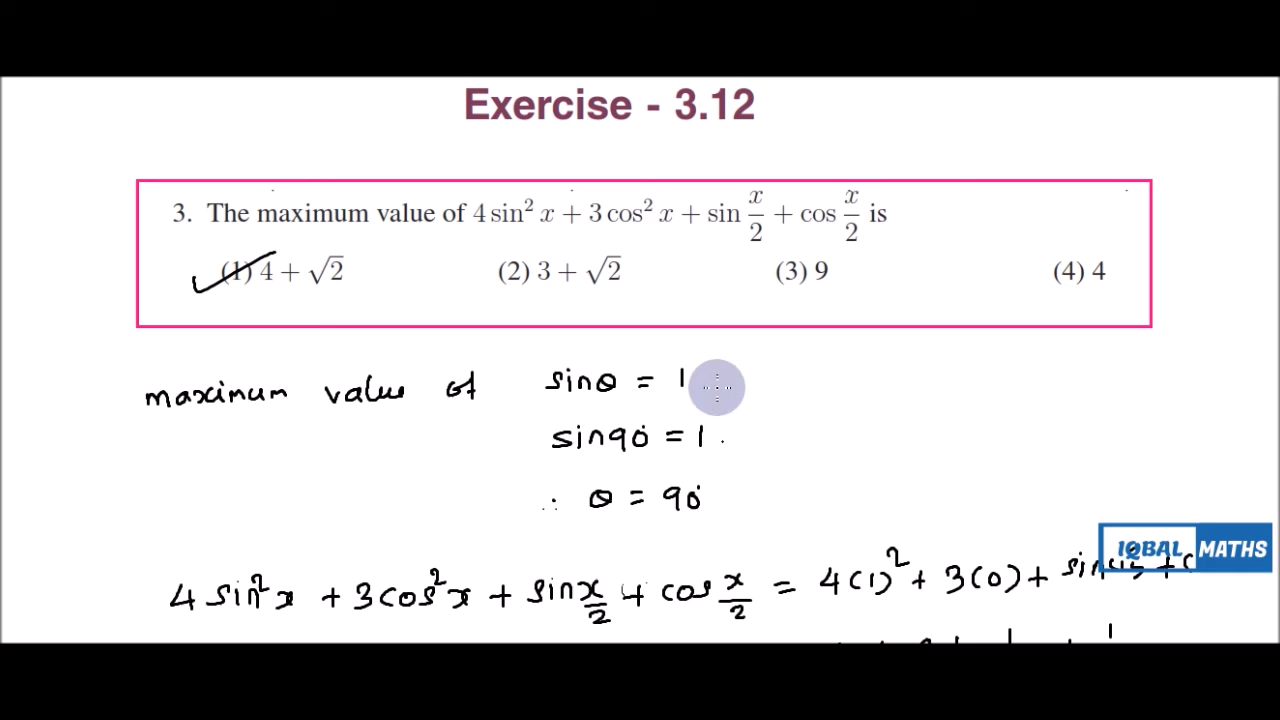 Exercise - 3.12
3. The maximum value of 4 sin² x + 3 cos² x + sin x/2 + cos x/2 is
(1) 4 + √2 (2) 3 + √2 (3) 9 (4) 4
maximum value of sinθ = 1
sin90° = 1.
∴ θ = 90°
4 sin²x + 3cos²x + sin x/2 + cos x/2 = 4(1)² + 3(0) + sin45 +
IQBAL MATHS